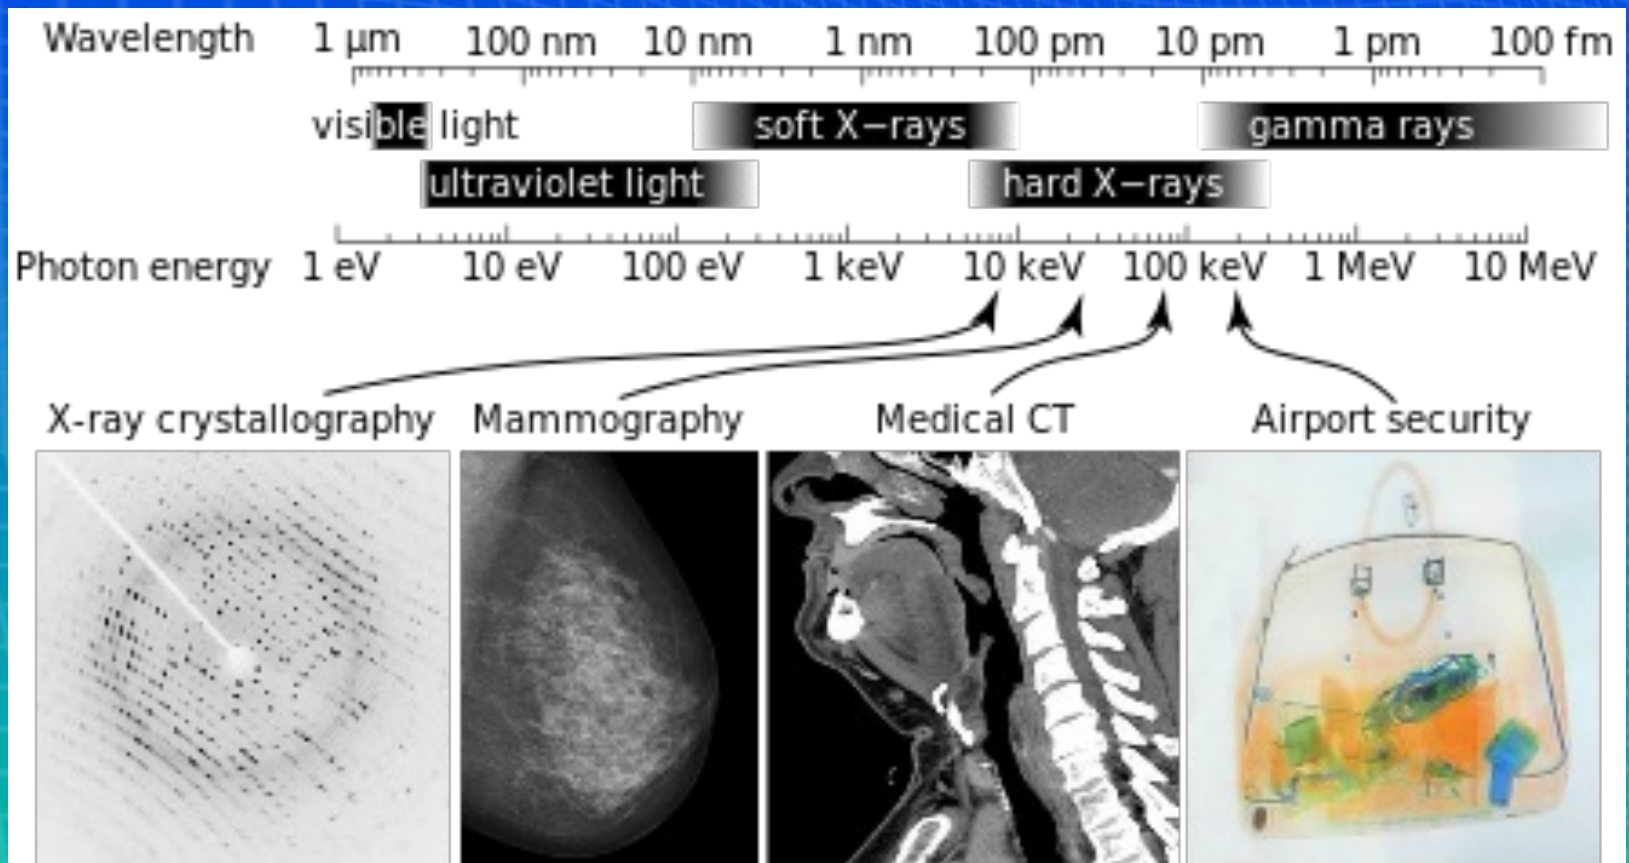 Wavelength 1 µm 100 nm 10 nm 1 nm 100 pm 10 pm 1 pm 100 fm
visible light soft X−rays gamma rays
ultraviolet light hard X−rays
Photon energy 1 eV 10 eV 100 eV 1 keV 10 keV 100 keV 1 MeV 10 MeV
X-ray crystallography Mammography Medical CT Airport security